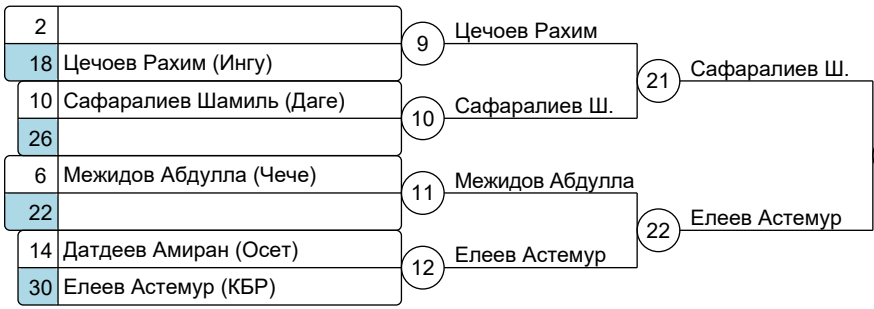 2
9
Цечоев Рахим
18 Цечоев Рахим (Ингу)
21
Сафаралиев Ш.
10 Сафаралиев Шамиль (Даге)
10
Сафаралиев Ш.
26
6 Межидов Абдулла (Чече)
11
Межидов Абдулла
22
22
Елеев Астемур
14 Датдеев Амиран (Осет)
12
Елеев Астемур
30 Елеев Астемур (КБР)